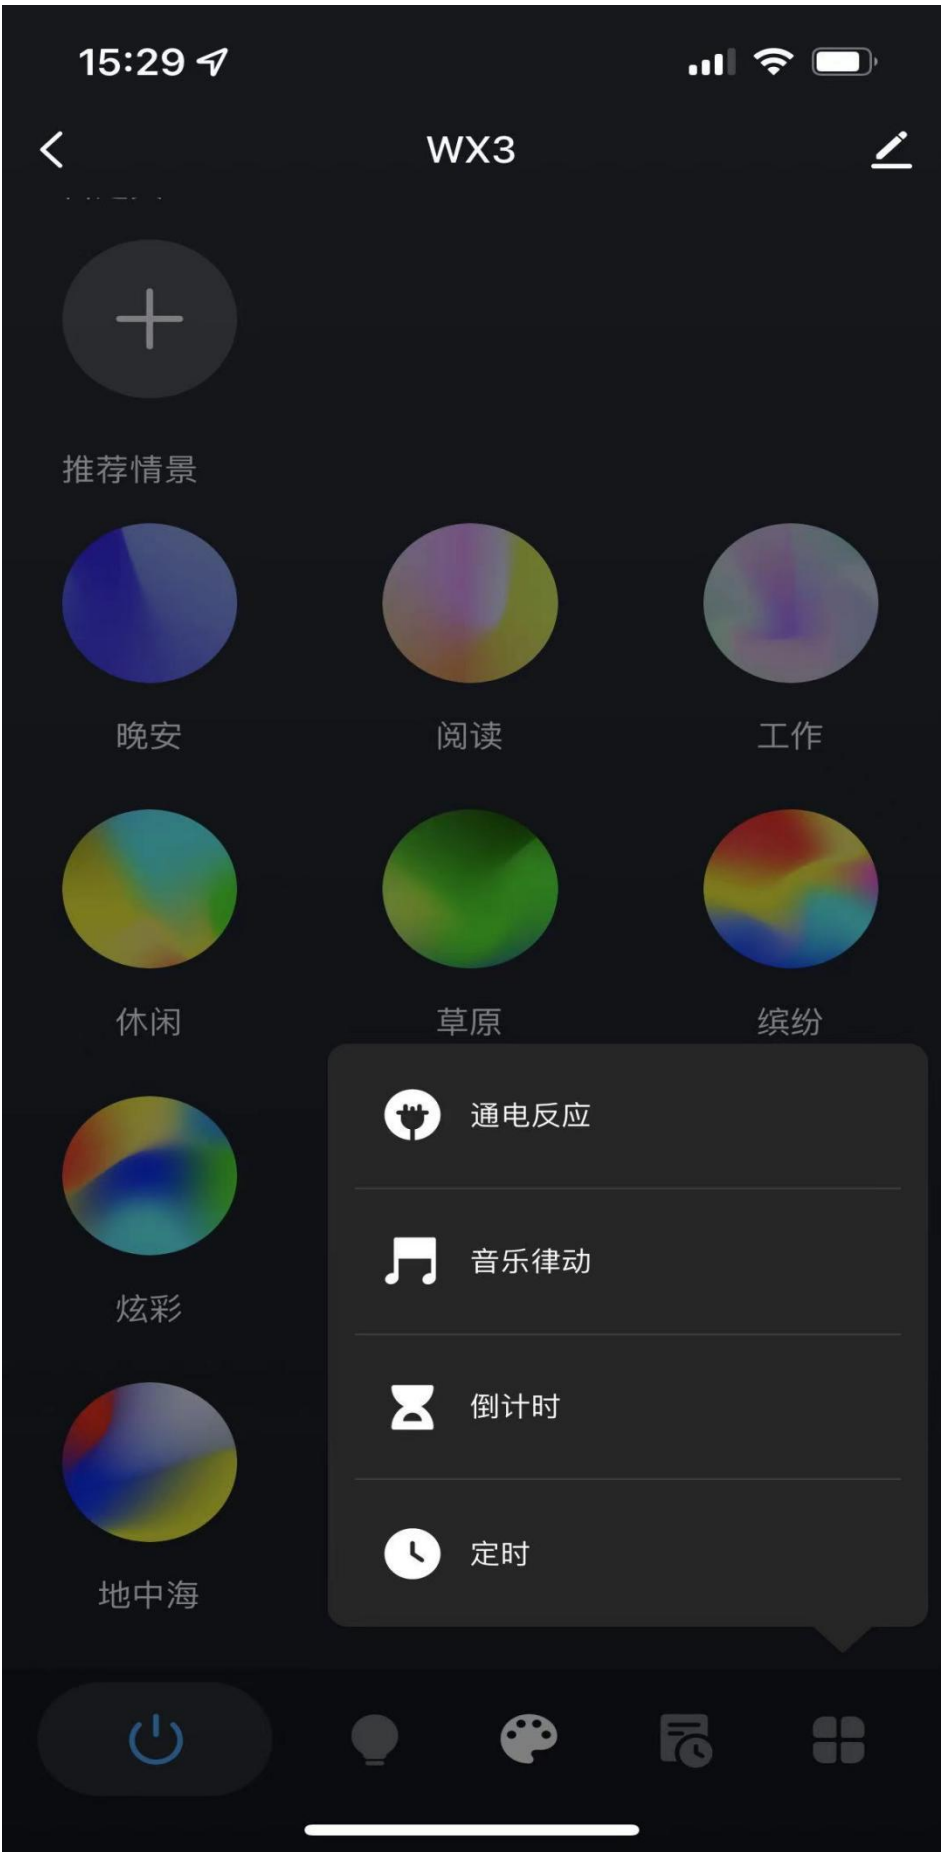 15:29
WX3
推荐情景
晚安
阅读
工作
休闲
草原
缤纷
炫彩
地中海
通电反应
音乐律动
倒计时
定时